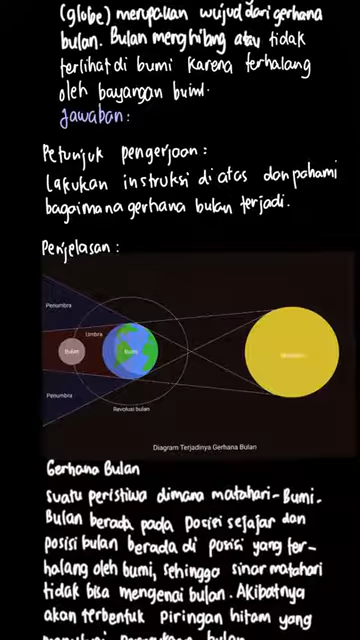 (globe) merupakan wujud dari gerhana
bulan. Bulan menghilang atau tidak
terlihat di bumi karena terhalang
oleh bayangan bumi.
Jawaban:
Petunjuk pengerjaan:
Lakukan instruksi di atas dan pahami
bagaimana gerhana bulan terjadi.
Penjelasan:
Penumbra
Umbra
Bulan
Bumi
Matahari
Penumbra
Revolusi bulan
Diagram Terjadinya Gerhana Bulan
Gerhana Bulan
suatu peristiwa dimana matahari-Bumi-
Bulan berada pada posisi sejajar dan
posisi bulan berada di posisi yang ter-
halang oleh bumi, sehingga sinar matahari
tidak bisa mengenai bulan. Akibatnya
akan terbentuk piringan hitam yang